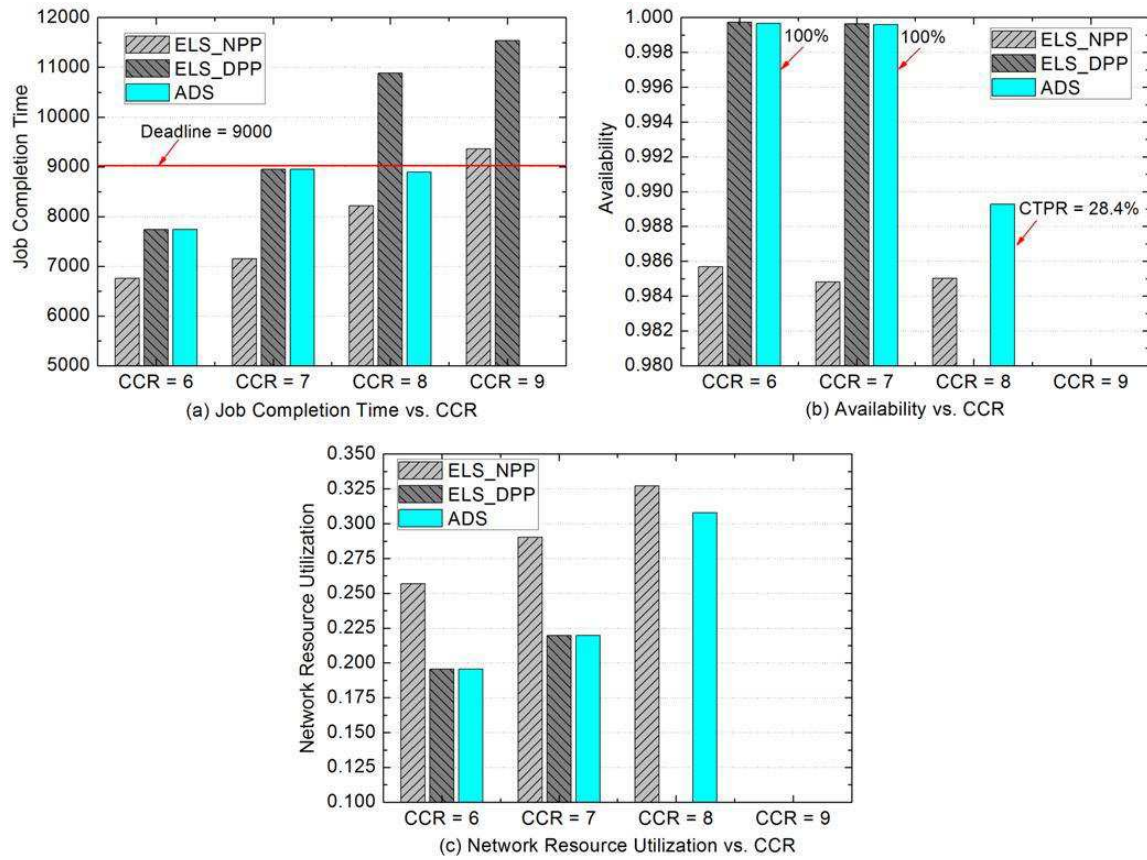 12000
11000
10000
9000
8000
7000
6000
5000
Job Completion Time
ELS_NPP
ELS_DPP
ADS
Deadline = 9000
CCR = 6
CCR = 7
CCR = 8
CCR = 9
(a) Job Completion Time vs. CCR
1.000
0.998
0.996
0.994
0.992
0.990
0.988
0.986
0.984
0.982
0.980
Availability
100%
100%
ELS_NPP
ELS_DPP
ADS
CTPR = 28.4%
CCR = 6
CCR = 7
CCR = 8
CCR = 9
(b) Availability vs. CCR
0.350
0.325
0.300
0.275
0.250
0.225
0.200
0.175
0.150
0.125
0.100
Network Resource Utilization
ELS_NPP
ELS_DPP
ADS
CCR = 6
CCR = 7
CCR = 8
CCR = 9
(c) Network Resource Utilization vs. CCR